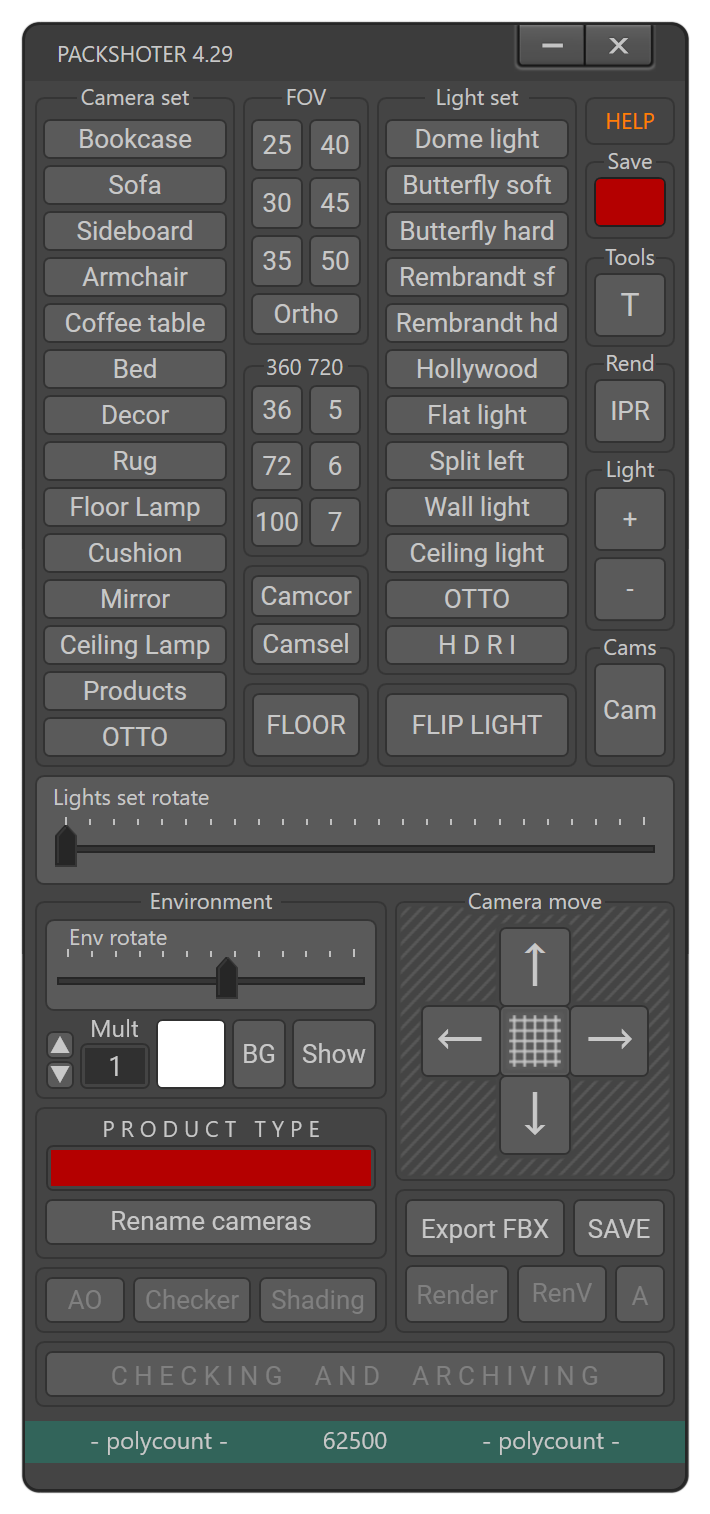 PACKSHOTER 4.29
Camera set
Bookcase
Sofa
Sideboard
Armchair
Coffee table
Bed
Decor
Rug
Floor Lamp
Cushion
Mirror
Ceiling Lamp
Products
OTTO
FOV
25 40
30 45
35 50
Ortho
360 720
36 5
72 6
100 7
Camcor
Camsel
FLOOR
Light set
Dome light
Butterfly soft
Butterfly hard
Rembrandt sf
Rembrandt hd
Hollywood
Flat light
Split left
Wall light
Ceiling light
OTTO
H D R I
FLIP LIGHT
HELP
Save
Tools
T
Rend
IPR
Light
+
-
Cams
Cam
Lights set rotate
Environment
Env rotate
Mult
1
BG
Show
Camera move
PRODUCT TYPE
Rename cameras
AO Checker Shading
Export FBX SAVE
Render RenV A
CHECKING AND ARCHIVING
- polycount - 62500 - polycount -